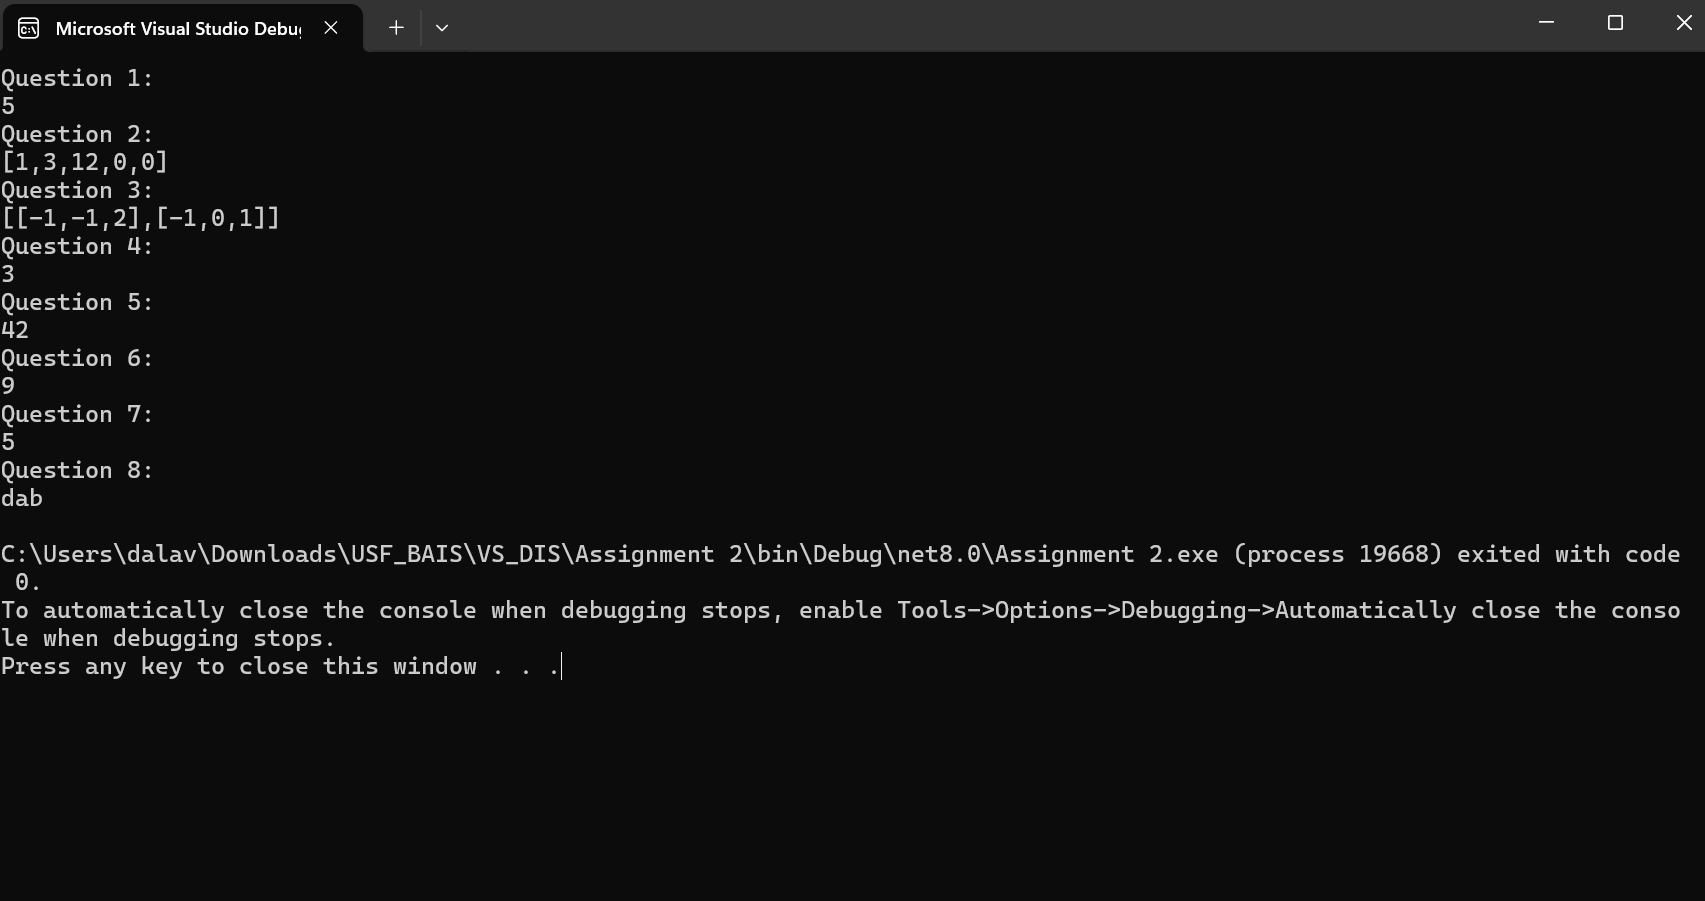 Microsoft Visual Studio Debu
Question 1:
5
Question 2:
[1,3,12,0,0]
Question 3:
[[-1,-1,2],[-1,0,1]]
Question 4:
3
Question 5:
42
Question 6:
9
Question 7:
5
Question 8:
dab
C:\Users\dalav\Downloads\USF_BAIS\VS_DIS\Assignment 2\bin\Debug\net8.0\Assignment 2.exe (process 19668) exited with code
0.
To automatically close the console when debugging stops, enable Tools->Options->Debugging->Automatically close the conso
le when debugging stops.
Press any key to close this window . . .